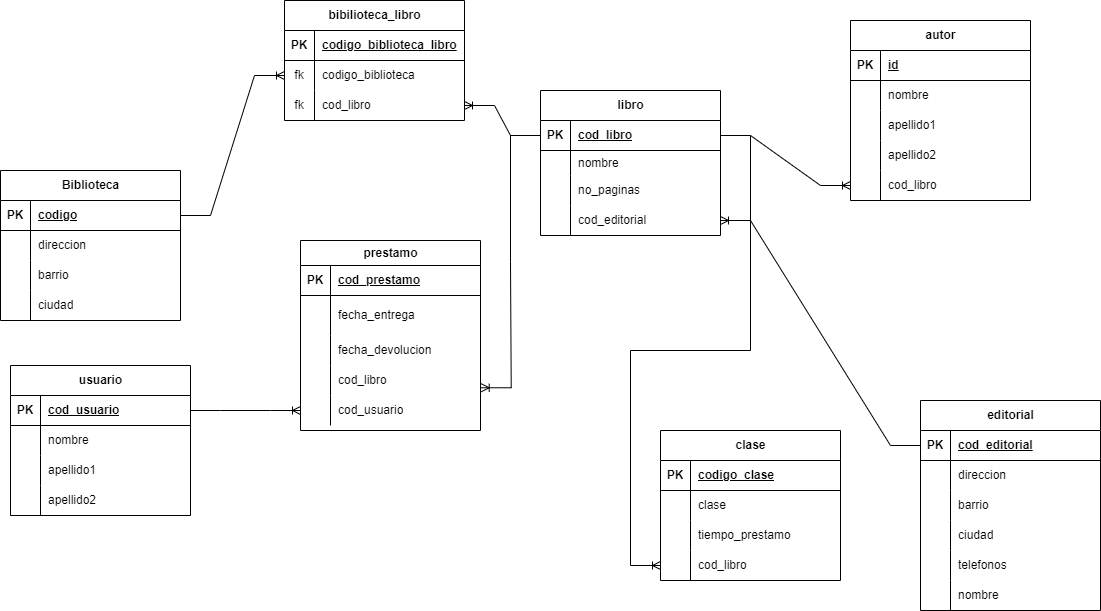 bibilioteca_libro
PK codigo_biblioteca_libro
fk codigo_biblioteca
fk cod_libro
autor
PK id
nombre
apellido1
apellido2
cod_libro
libro
PK cod_libro
nombre
no_paginas
cod_editorial
Biblioteca
PK codigo
direccion
barrio
ciudad
prestamo
PK cod_prestamo
fecha_entrega
fecha_devolucion
cod_libro
cod_usuario
usuario
PK cod_usuario
nombre
apellido1
apellido2
clase
PK codigo_clase
clase
tiempo_prestamo
cod_libro
editorial
PK cod_editorial
direccion
barrio
ciudad
telefonos
nombre